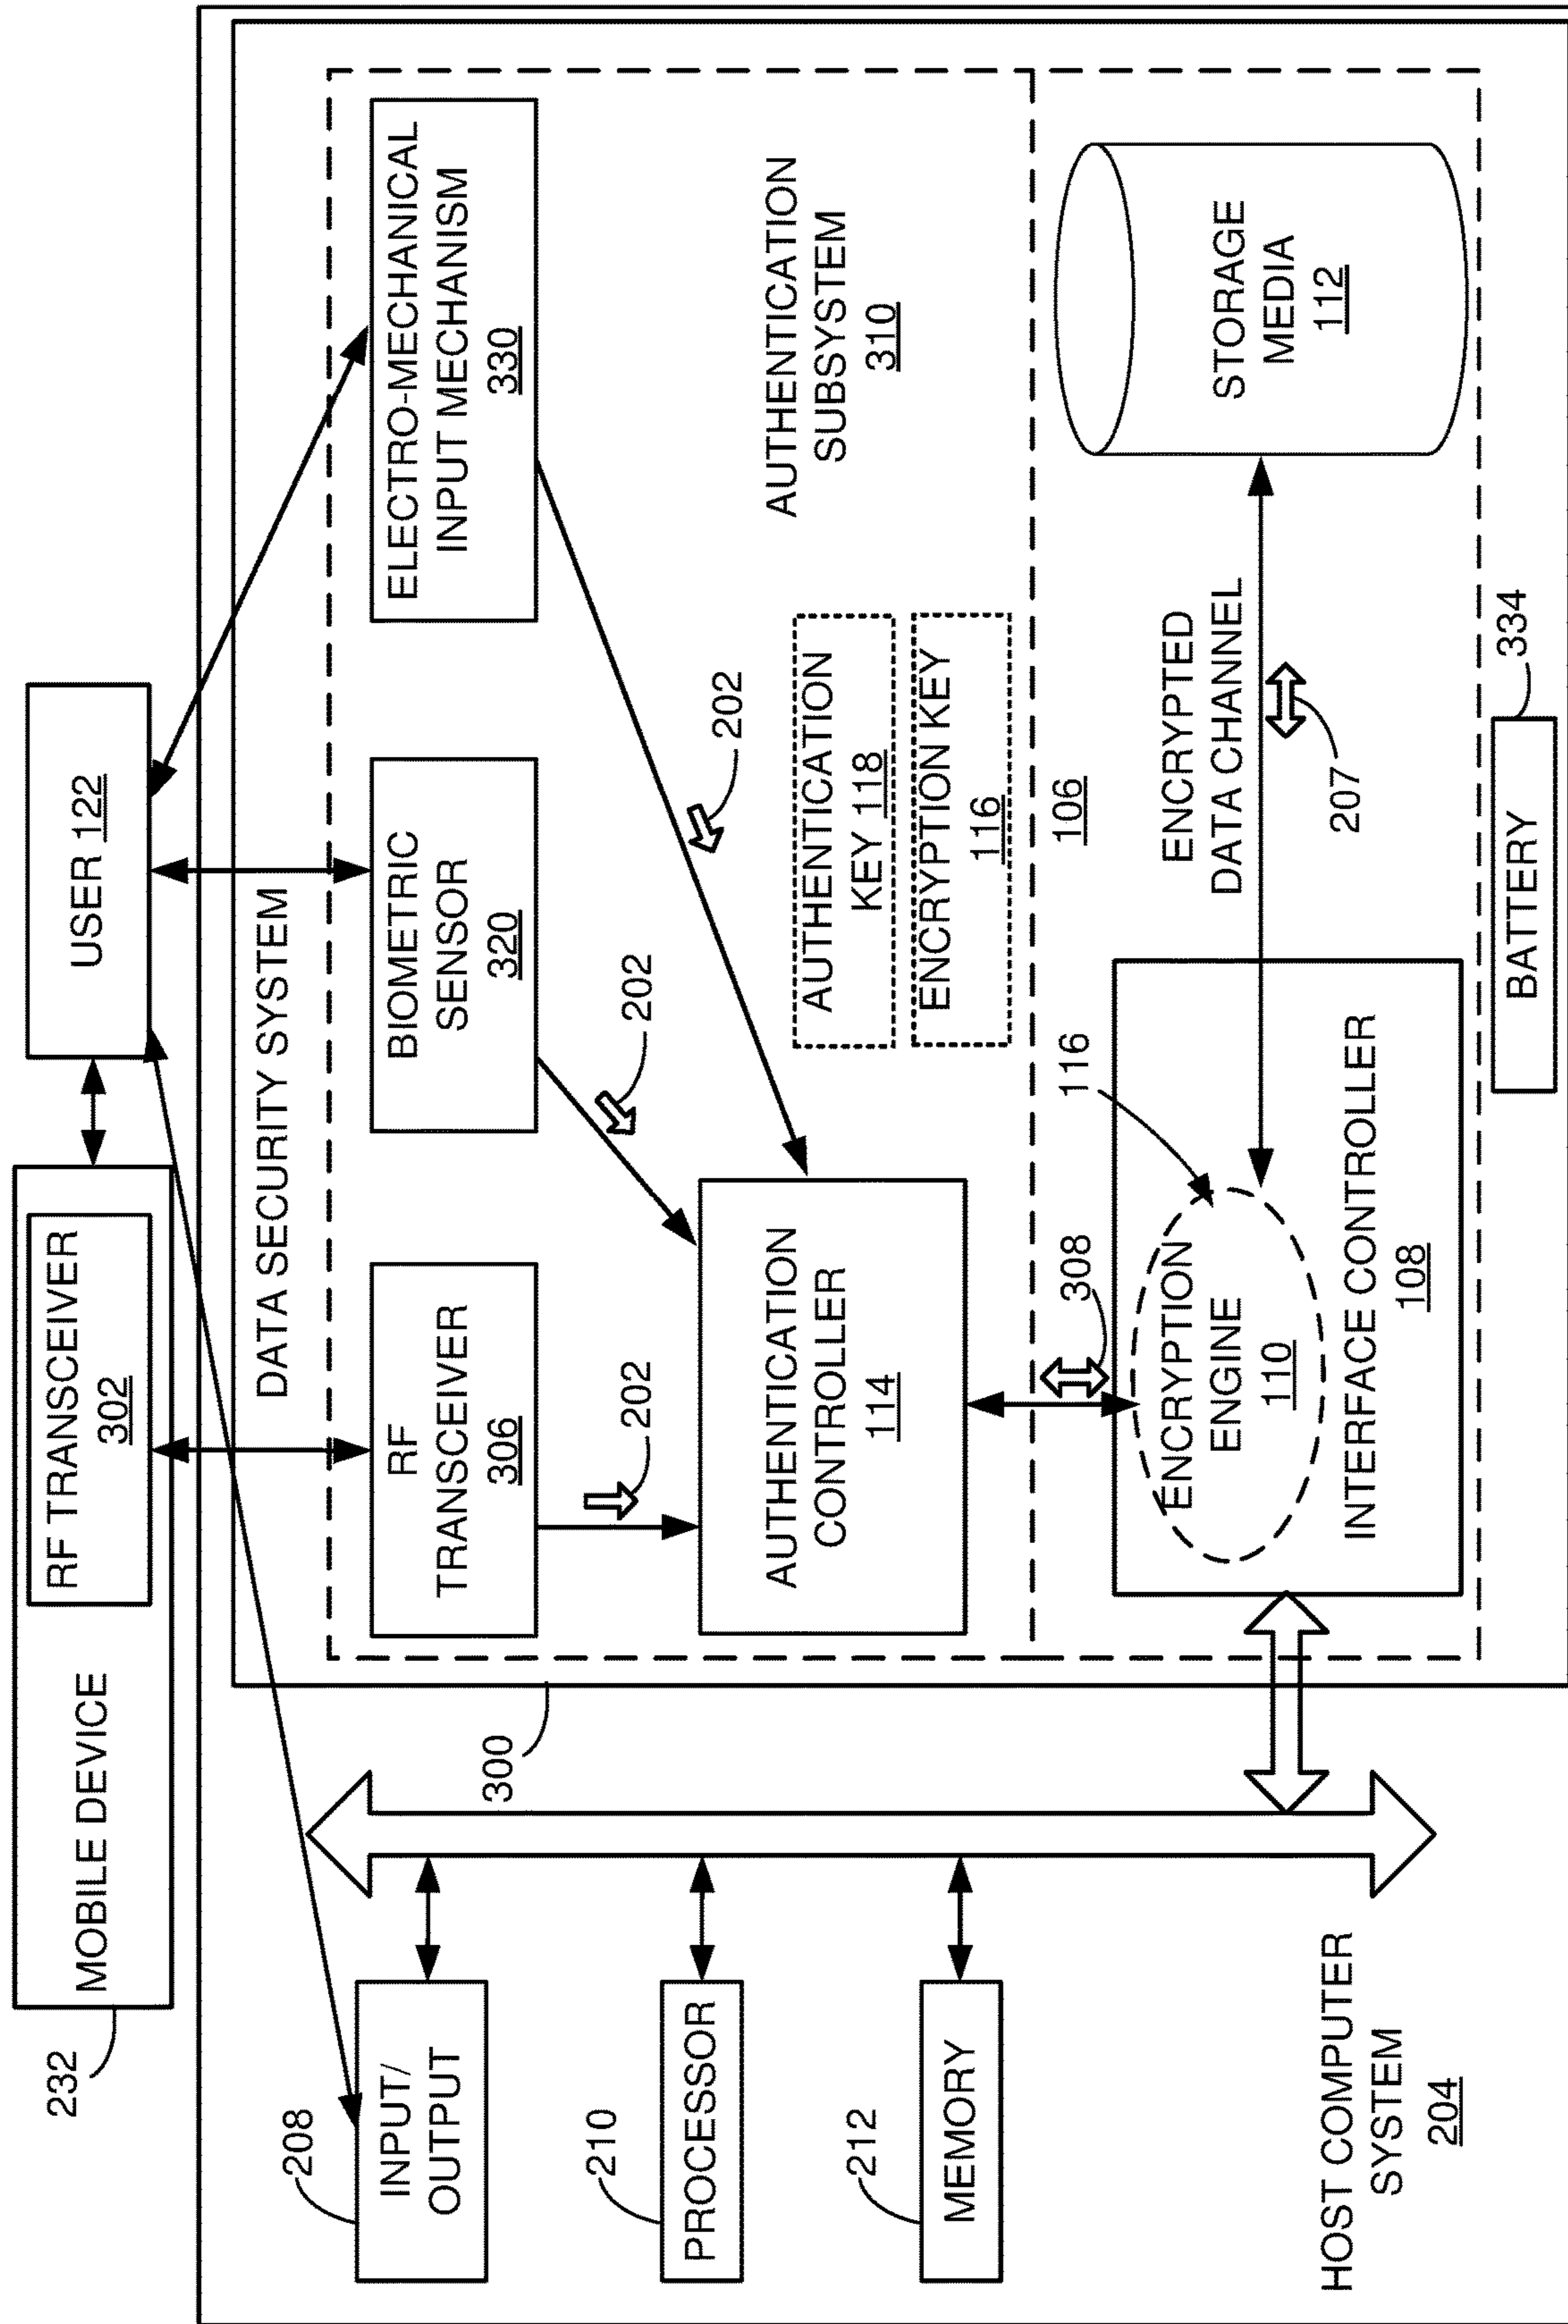 232
MOBILE DEVICE
RF TRANSCEIVER
302
USER 122
DATA SECURITY SYSTEM
208
INPUT/
OUTPUT
210
PROCESSOR
212
MEMORY
HOST COMPUTER
SYSTEM
204
300
RF
TRANSCEIVER
306
BIOMETRIC
SENSOR
320
ELECTRO-MECHANICAL
INPUT MECHANISM
330
202
202
202
AUTHENTICATION
CONTROLLER
114
AUTHENTICATION
KEY 118
ENCRYPTION KEY
116
AUTHENTICATION
SUBSYSTEM
310
106
308
116
ENCRYPTION
ENGINE
110
INTERFACE CONTROLLER
108
ENCRYPTED
DATA CHANNEL
207
STORAGE
MEDIA
112
BATTERY
334